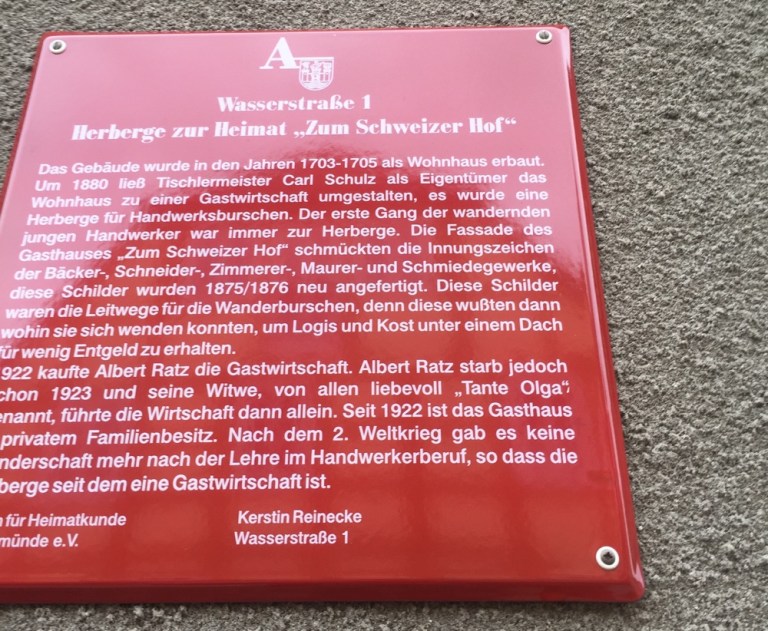 A
Wasserstraße 1
Herberge zur Heimat „Zum Schweizer Hof“
Das Gebäude wurde in den Jahren 1703-1705 als Wohnhaus erbaut.
Um 1880 ließ Tischlermeister Carl Schulz als Eigentümer das
Wohnhaus zu einer Gastwirtschaft umgestalten, es wurde eine
Herberge für Handwerksburschen. Der erste Gang der wandernden
jungen Handwerker war immer zur Herberge. Die Fassade des
Gasthauses „Zum Schweizer Hof“ schmückten die Innungszeichen
der Bäcker-, Schneider-, Zimmerer-, Maurer- und Schmiedegewerke,
diese Schilder wurden 1875/1876 neu angefertigt. Diese Schilder
waren die Leitwege für die Wanderburschen, denn diese wußten dann
wohin sie sich wenden konnten, um Logis und Kost unter einem Dach
für wenig Entgeld zu erhalten.
922 kaufte Albert Ratz die Gastwirtschaft. Albert Ratz starb jedoch
chon 1923 und seine Witwe, von allen liebevoll „Tante Olga“
enannt, führte die Wirtschaft dann allein. Seit 1922 ist das Gasthaus
privatem Familienbesitz. Nach dem 2. Weltkrieg gab es keine
nderschaft mehr nach der Lehre im Handwerkerberuf, so dass die
berge seit dem eine Gastwirtschaft ist.
für Heimatkunde
münde e.V.
Kerstin Reinecke
Wasserstraße 1